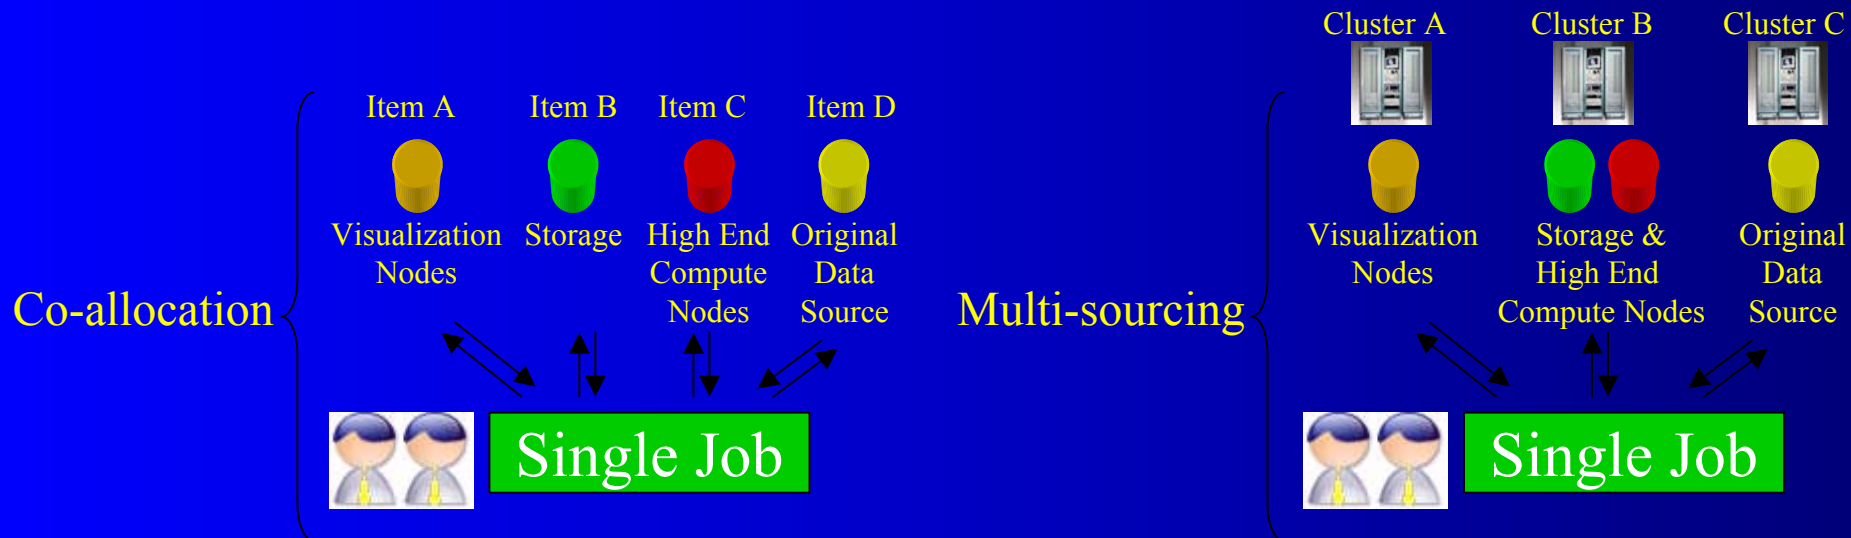 Co-allocation
Item A
Item B
Item C
Item D
Visualization
Nodes
Storage
High End
Compute
Nodes
Original
Data
Source
Single Job
Multi-sourcing
Cluster A
Cluster B
Cluster C
Visualization
Nodes
Storage &
High End
Compute Nodes
Original
Data
Source
Single Job